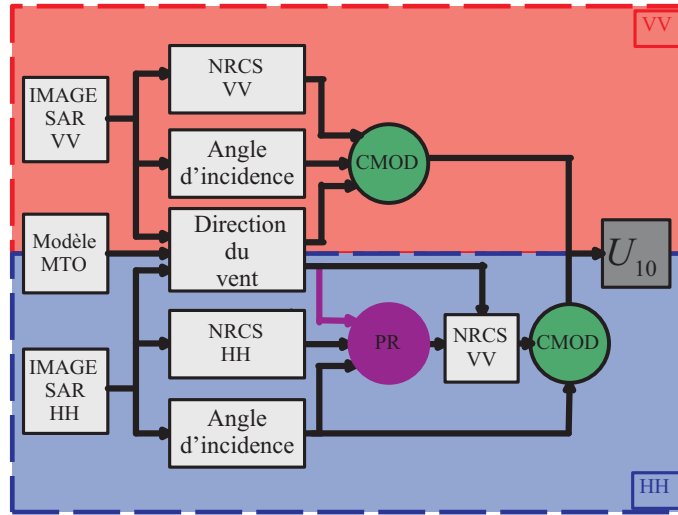 VV
IMAGE
SAR
VV
NRCS
VV
Angle
d’incidence
CMOD
Modèle
MTO
Direction
du
vent
U10
IMAGE
SAR
HH
NRCS
HH
PR
NRCS
VV
CMOD
Angle
d’incidence
HH